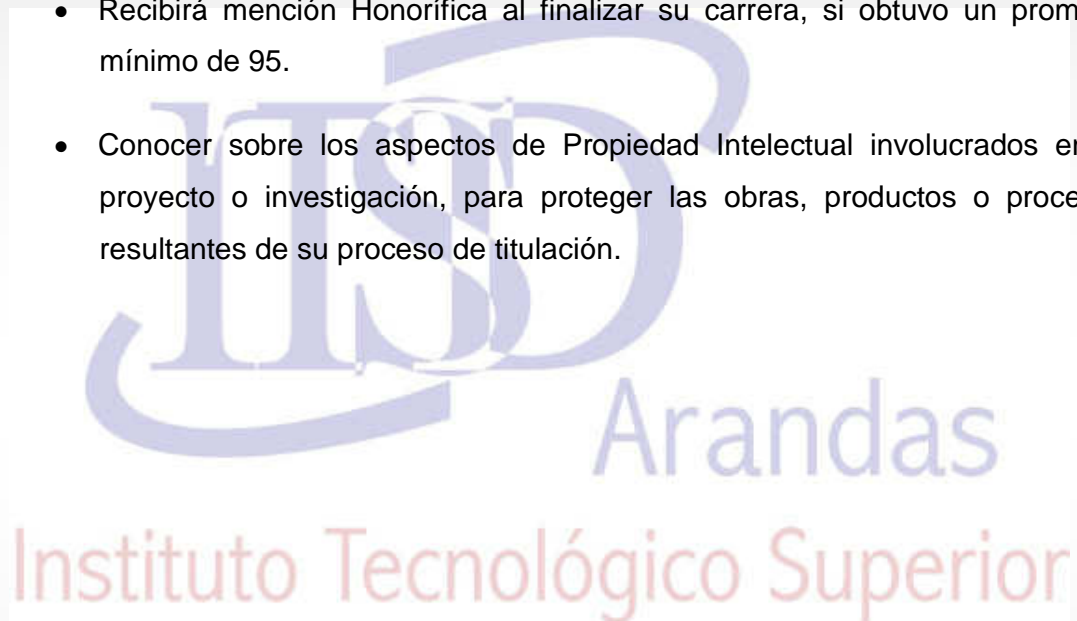 • Recibirá mención Honorífica al finalizar su carrera, si obtuvo un prom
mínimo de 95.
• Conocer sobre los aspectos de Propiedad Intelectual involucrados en
proyecto o investigación, para proteger las obras, productos o proce
resultantes de su proceso de titulación.
ITSD
Arandas
Instituto Tecnológico Superior